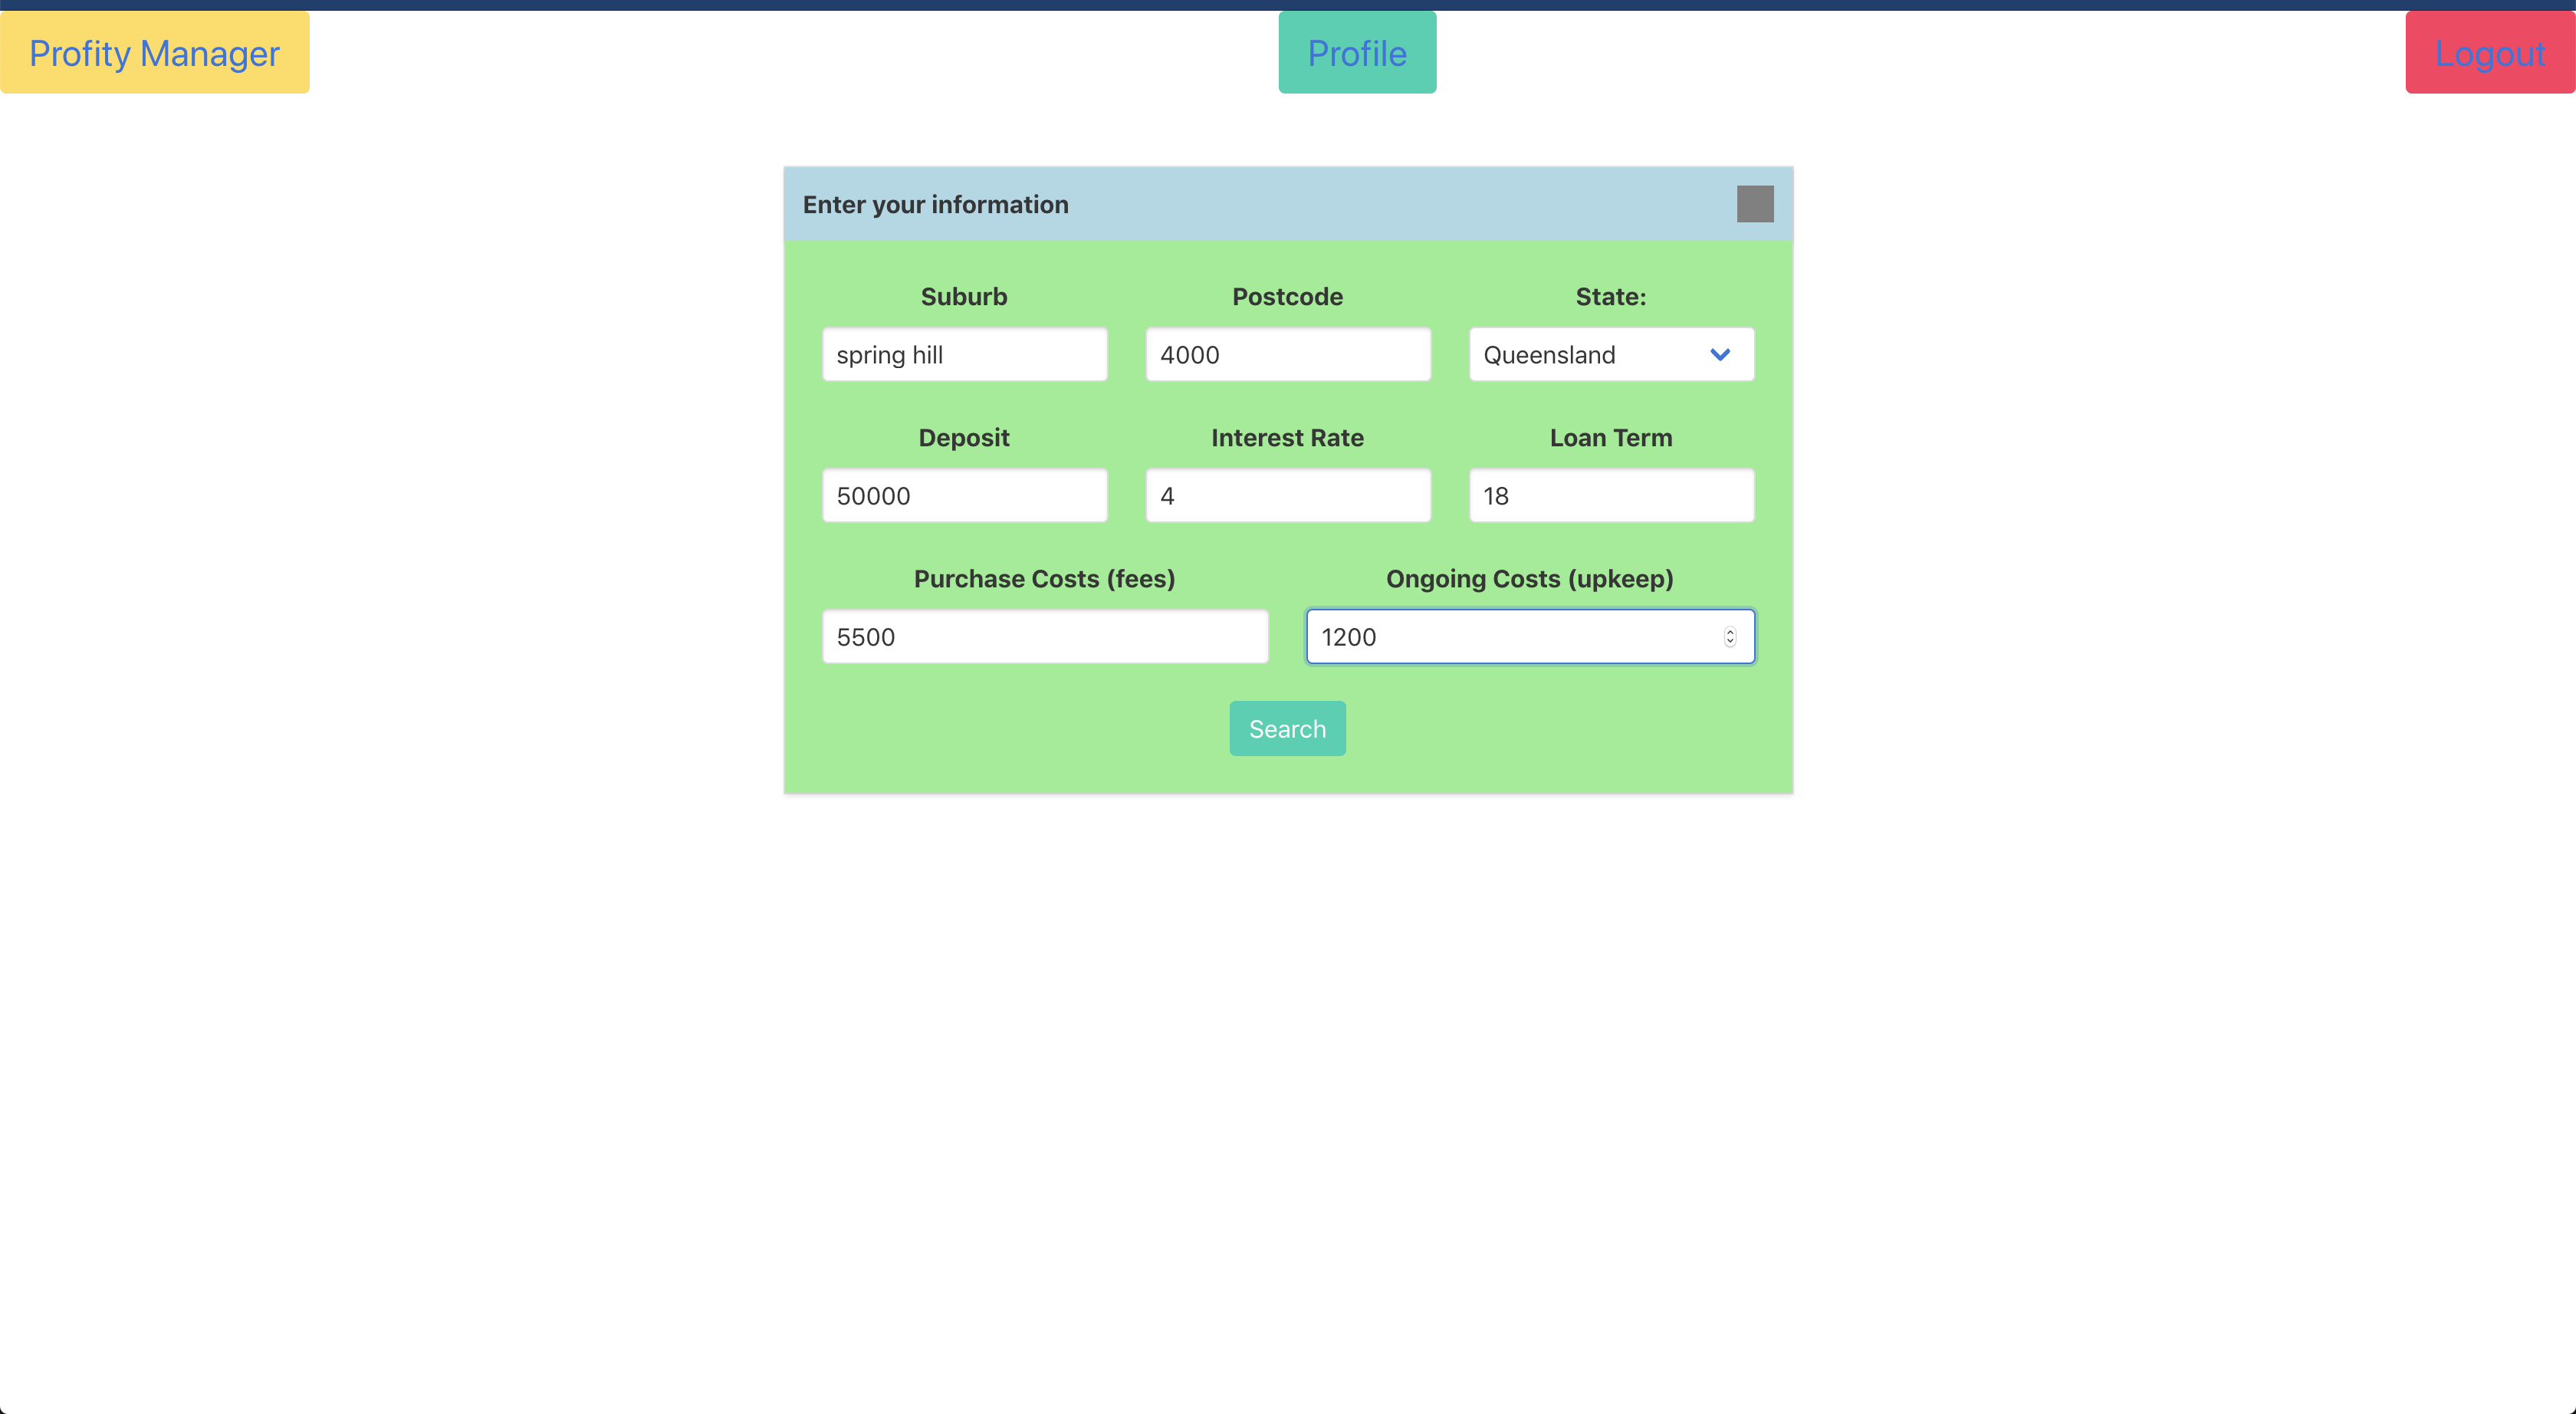 Profity Manager Profile Logout
Enter your information
Suburb Postcode State:
spring hill 4000 Queensland
Deposit Interest Rate Loan Term
50000 4 18
Purchase Costs (fees) Ongoing Costs (upkeep)
5500 1200
Search